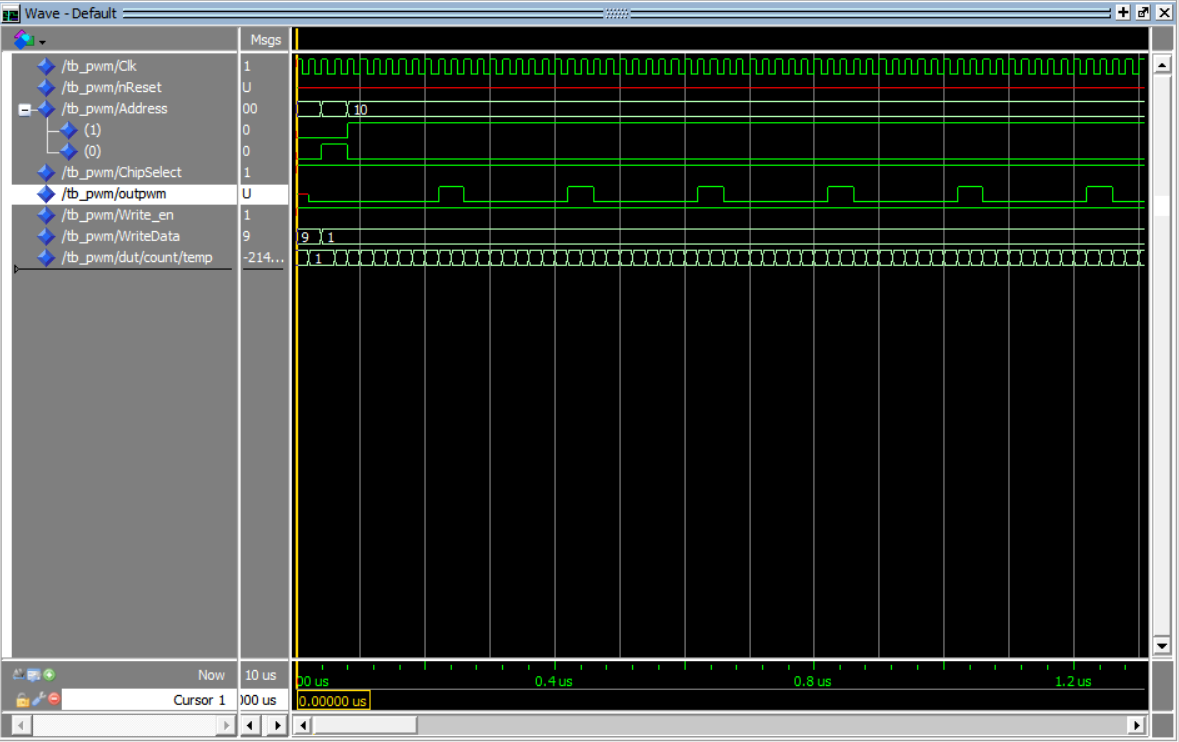 Wave - Default
Msgs
/tb_pwm/Clk 1
/tb_pwm/nReset U
/tb_pwm/Address 00 10
(1) 0
(0) 0
/tb_pwm/ChipSelect 1
/tb_pwm/outpwm U
/tb_pwm/Write_en 1
/tb_pwm/WriteData 9 9 1
/tb_pwm/dut/count/temp -214... 1
Now 10 us 00 us 0.4 us 0.8 us 1.2 us
Cursor 1 000 us 0.00000 us